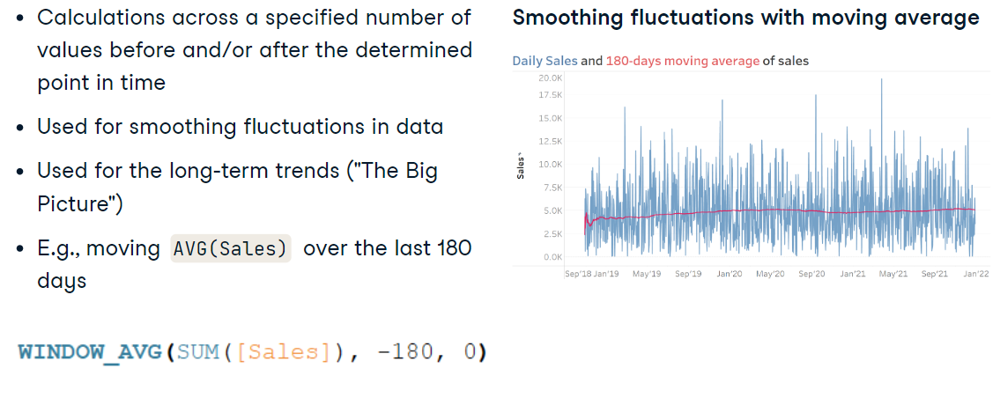 • Calculations across a specified number of
values before and/or after the determined
point in time
• Used for smoothing fluctuations in data
• Used for the long-term trends ("The Big
Picture")
• E.g., moving AVG(Sales) over the last 180
days
WINDOW_AVG(SUM([Sales]), -180, 0)
Smoothing fluctuations with moving average
Daily Sales and 180-days moving average of sales
20.0K
17.5K
15.0K
12.5K
10.0K
7.5K
5.0K
2.5K
0.0K
Sales
Sep'18 Jan'19 May'19 Sep'19 Jan'20 May'20 Sep'20 Jan'21 May'21 Sep'21 Jan'22